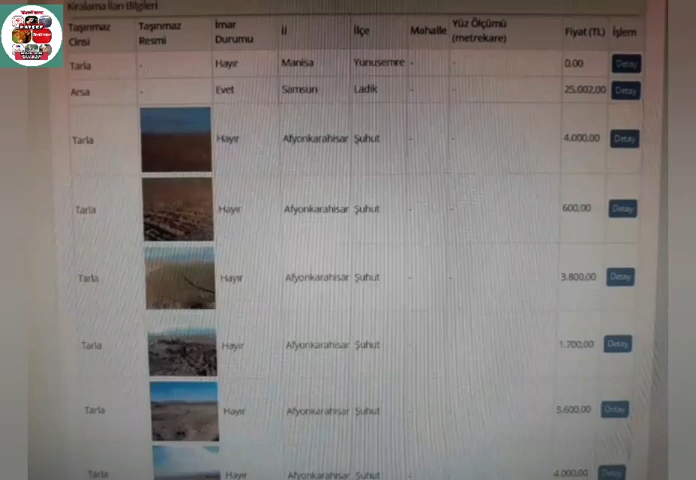 Kiralama İlan Bilgileri
Taşınmaz Cinsi Taşınmaz Resmi İmar Durumu İl İlçe Mahalle Yüz Ölçümü (metrekare) Fiyat (TL) İşlem
Tarla - Hayır Manisa Yunusemre - - 0,00 Detay
Arsa - Evet Samsun Ladik - - 25.002,00 Detay
Tarla Hayır Afyonkarahisar Şuhut - - 4.000,00 Detay
Tarla Hayır Afyonkarahisar Şuhut - - 600,00 Detay
Tarla Hayır Afyonkarahisar Şuhut - - 3.800,00 Detay
Tarla Hayır Afyonkarahisar Şuhut - - 1.700,00 Detay
Tarla Hayır Afyonkarahisar Şuhut - - 5.600,00 Detay
Tarla Hayır Afyonkarahisar Şuhut - - 4.000,00 Detay